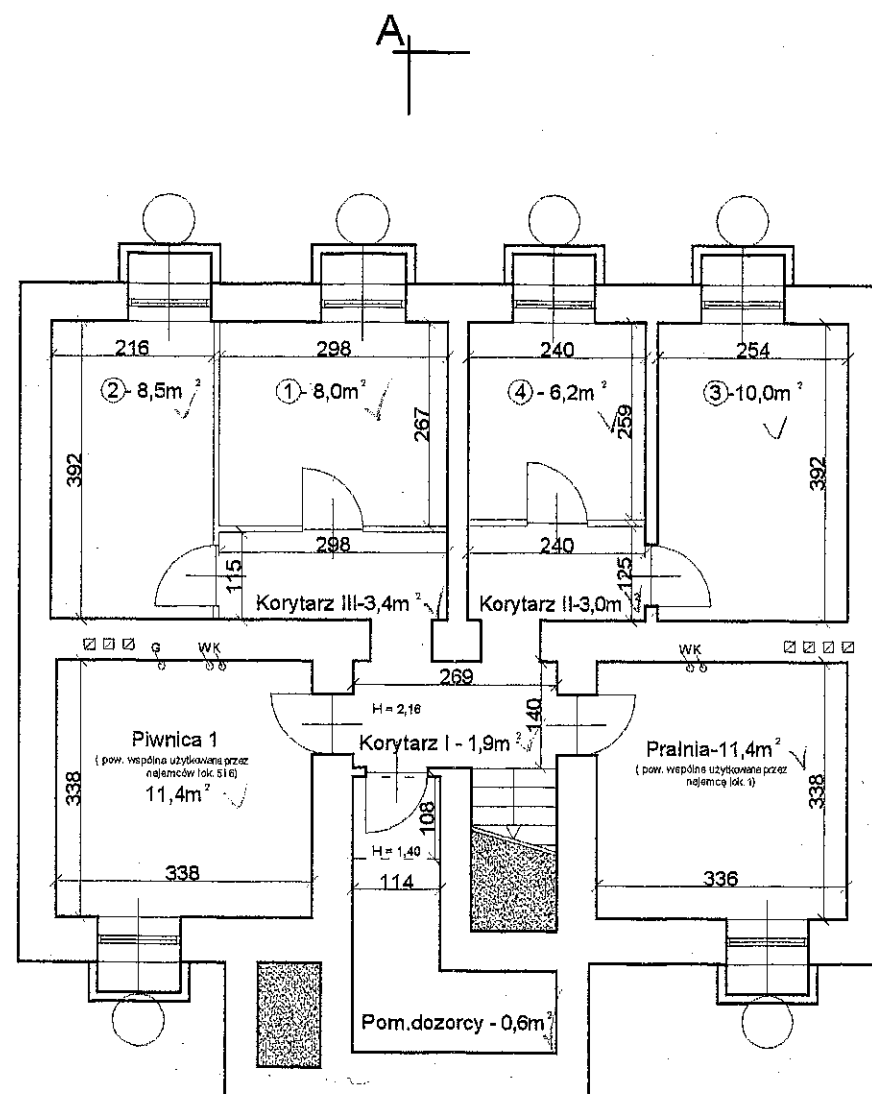 A
216
298
240
254
2 - 8,5m²
1 - 8,0m²
4 - 6,2m²
3 -10,0m²
392
267
259
392
298
240
115
125
Korytarz III-3,4m²
Korytarz II-3,0m²
G
WK
WK
269
H = 2,16
140
Piwnica 1
( pow. wspólna użytkowana przez
najemców lok. 5 i 6)
11,4m²
Korytarz I - 1,9m²
Pralnia-11,4m²
( pow. wspólna użytkowana przez
najemcę lok. 1)
338
338
108
H = 1,40
338
114
336
Pom.dozorcy - 0,6m²